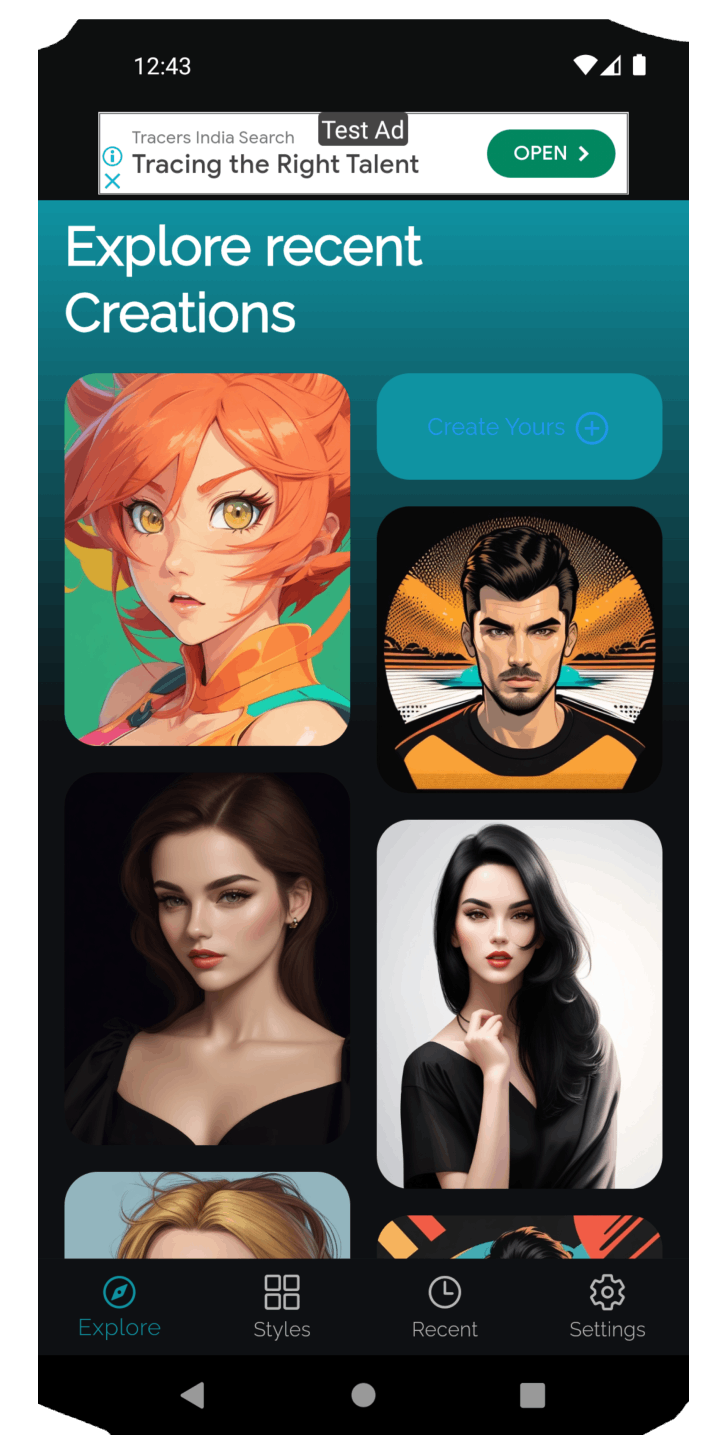 12:43
Test Ad
Tracers India Search
Tracing the Right Talent
OPEN
Explore recent
Creations
Create Yours
Explore
Styles
Recent
Settings